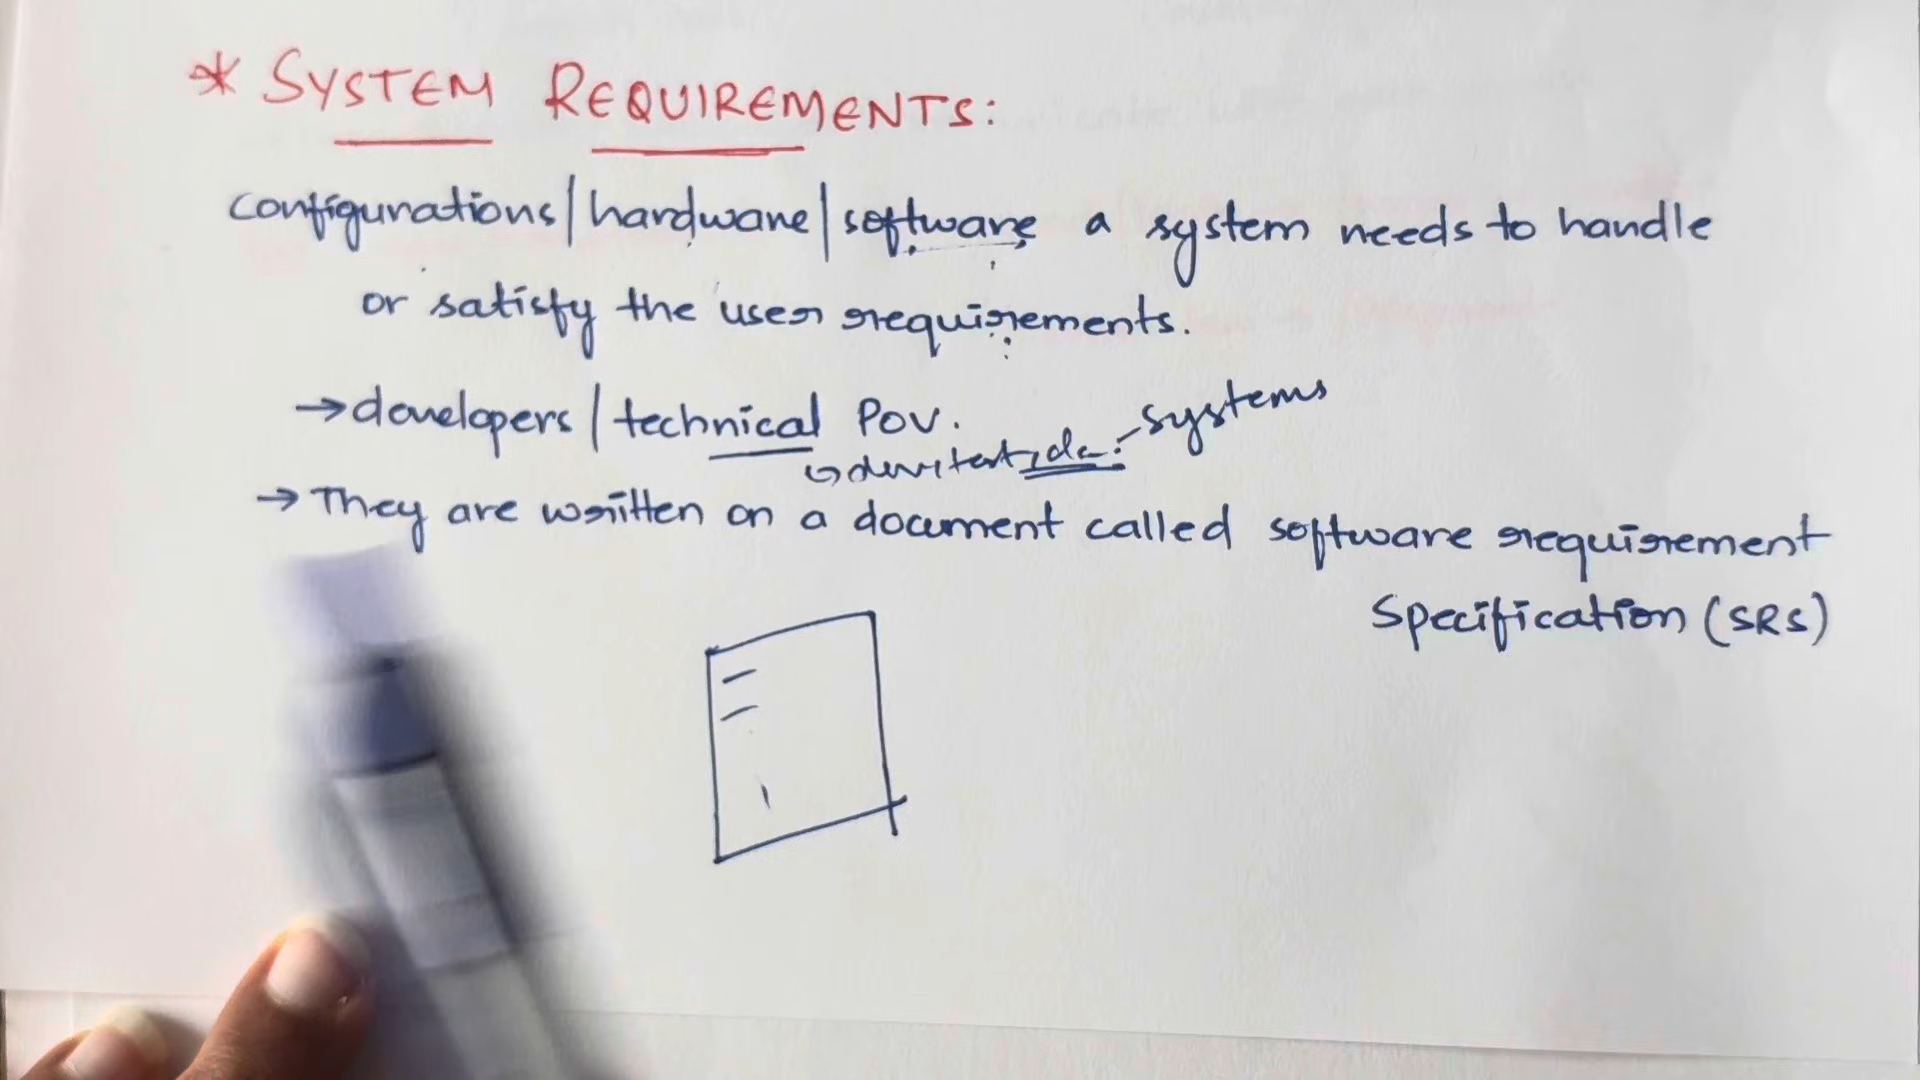 * SYSTEM REQUIREMENTS:
configurations/hardware/software a system needs to handle
or satisfy the user requirements.
→ developers / technical POV.
systems
→ They are written on a document called software requirement
Specification (SRS)